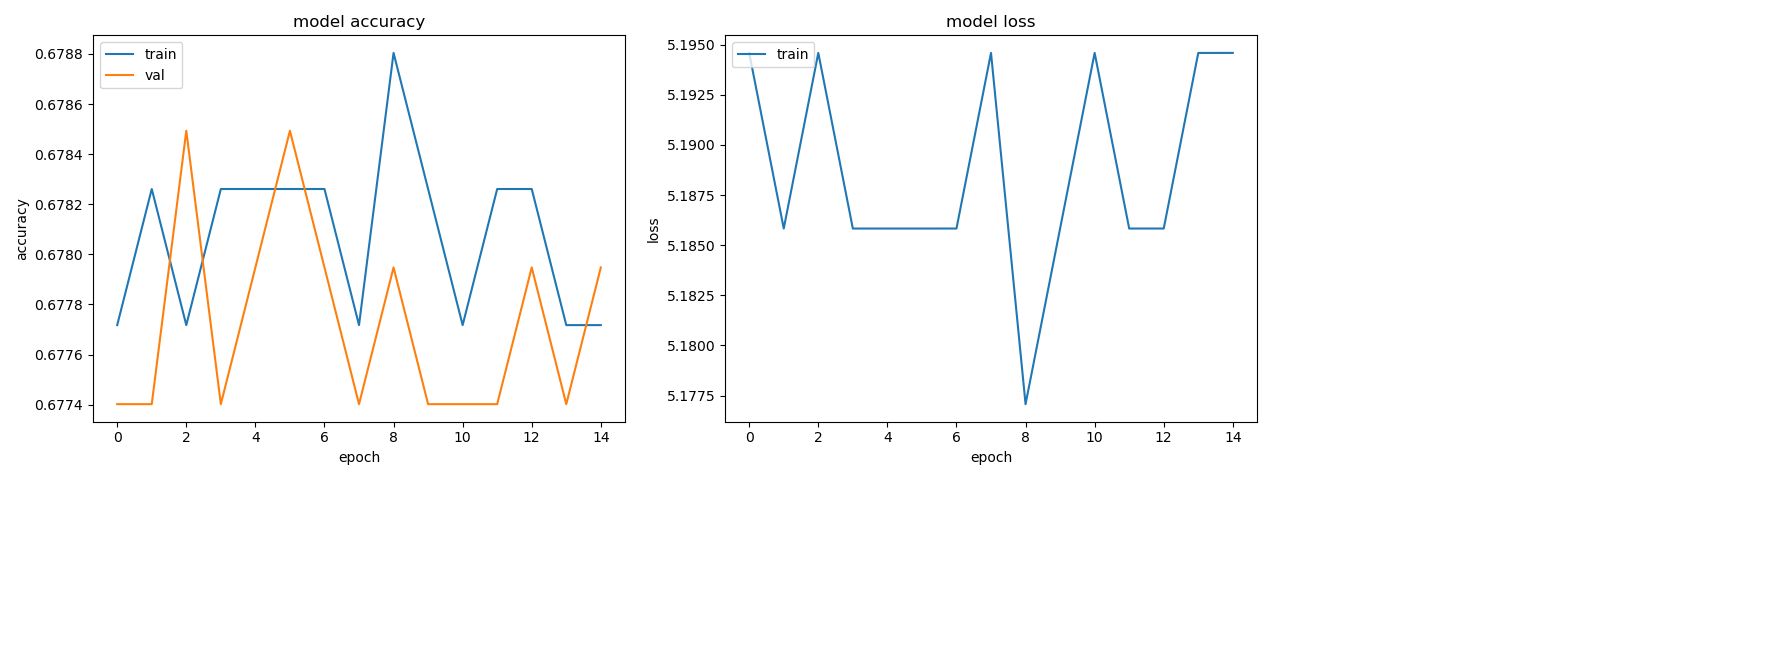 model accuracy
train
val
0.6788
0.6786
0.6784
0.6782
0.6780
0.6778
0.6776
0.6774
accuracy
0 2 4 6 8 10 12 14
epoch
model loss
train
5.1950
5.1925
5.1900
5.1875
5.1850
5.1825
5.1800
5.1775
loss
0 2 4 6 8 10 12 14
epoch